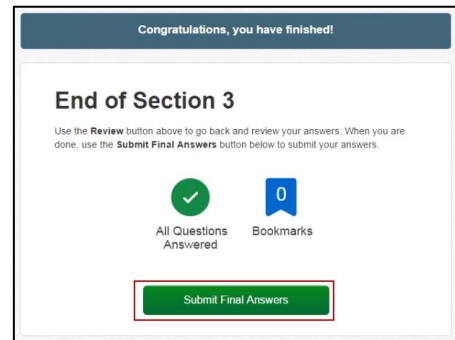 Congratulations, you have finished!
End of Section 3
Use the Review button above to go back and review your answers. When you are
done, use the Submit Final Answers button below to submit your answers.
0
All Questions
Answered
Bookmarks
Submit Final Answers